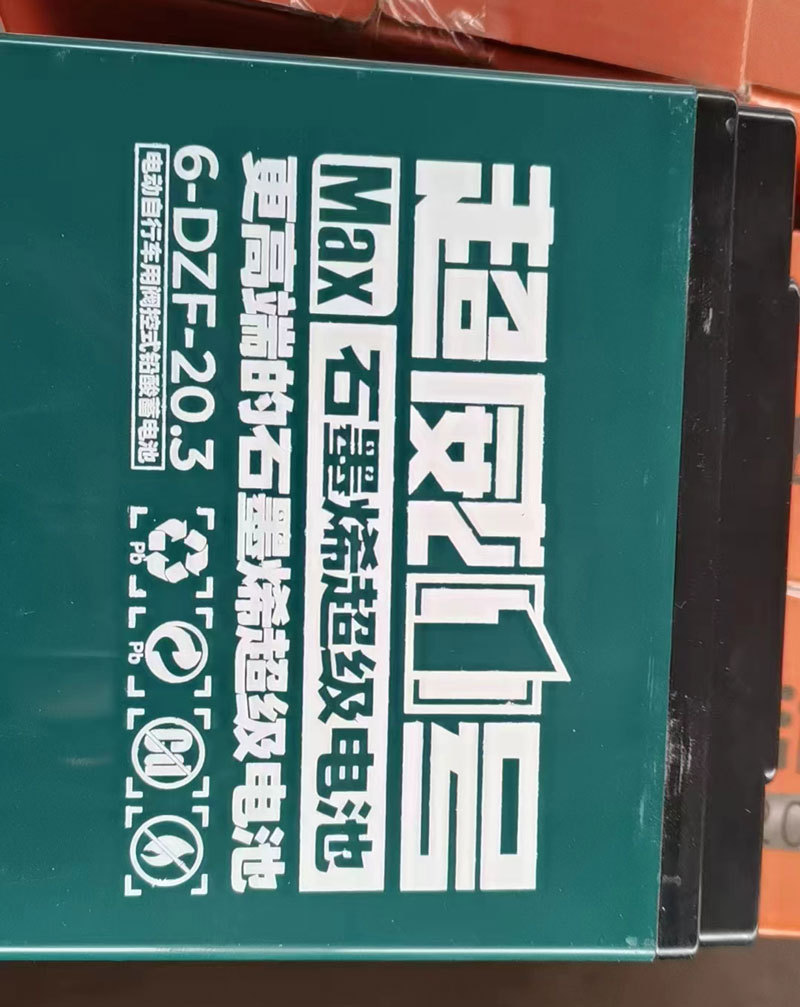 超威1号
Max 石墨烯超级电池
更高端的石墨烯超级电池
6-DZF-20.3
电动自行车用阀控式铅酸蓄电池
Pb Pb Cd